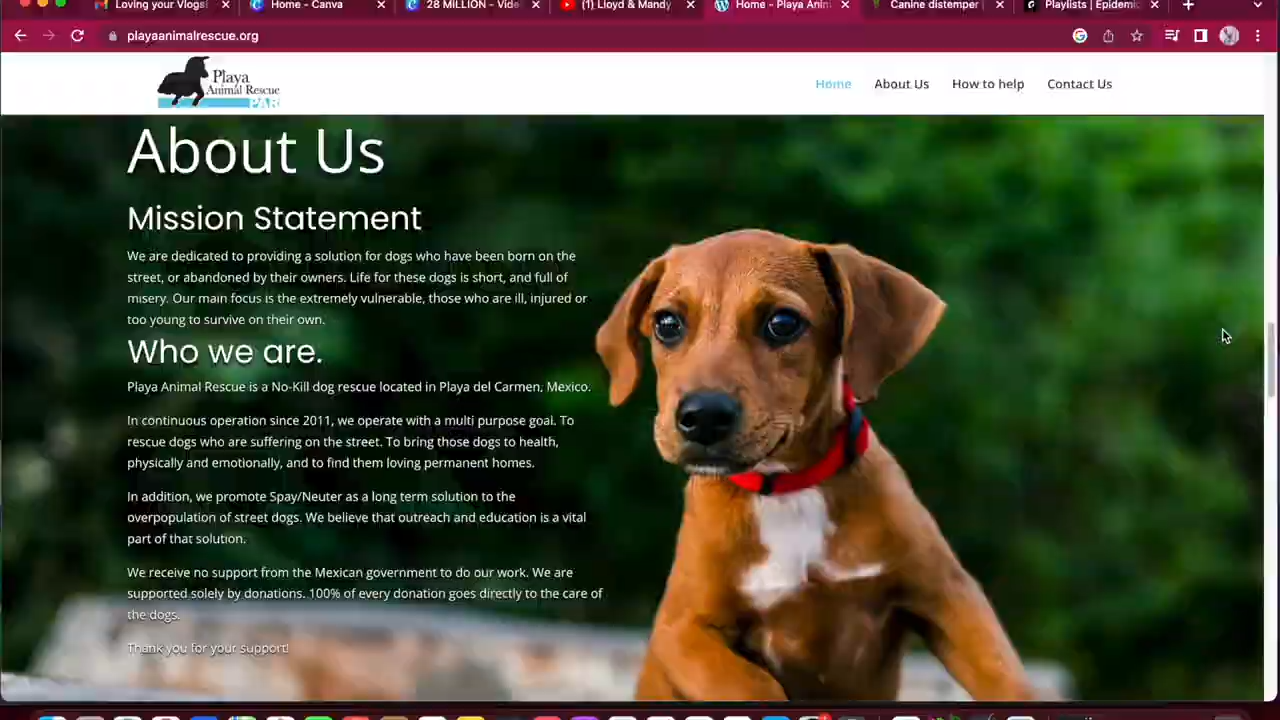 Loving your Vlogs!
Home - Canva
28 MILLION - Vide
(1) Lloyd & Mandy
Home - Playa Anim
Canine distemper
Playlists | Epidemic
playaanimalrescue.org
Playa
Animal Rescue
PAR
Home
About Us
How to help
Contact Us
About Us
Mission Statement
We are dedicated to providing a solution for dogs who have been born on the
street, or abandoned by their owners. Life for these dogs is short, and full of
misery. Our main focus is the extremely vulnerable, those who are ill, injured or
too young to survive on their own.
Who we are.
Playa Animal Rescue is a No-Kill dog rescue located in Playa del Carmen, Mexico.
In continuous operation since 2011, we operate with a multi purpose goal. To
rescue dogs who are suffering on the street. To bring those dogs to health,
physically and emotionally, and to find them loving permanent homes.
In addition, we promote Spay/Neuter as a long term solution to the
overpopulation of street dogs. We believe that outreach and education is a vital
part of that solution.
We receive no support from the Mexican government to do our work. We are
supported solely by donations. 100% of every donation goes directly to the care of
the dogs.
Thank you for your support!